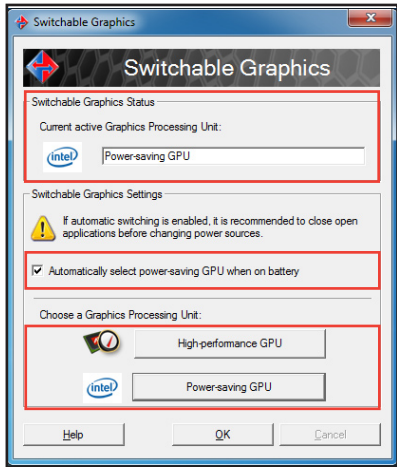 Switchable Graphics
Switchable Graphics
Switchable Graphics Status
Current active Graphics Processing Unit:
intel
Power-saving GPU
Switchable Graphics Settings
If automatic switching is enabled, it is recommended to close open
applications before changing power sources.
Automatically select power-saving GPU when on battery
Choose a Graphics Processing Unit:
High-performance GPU
intel
Power-saving GPU
Help
OK
Cancel